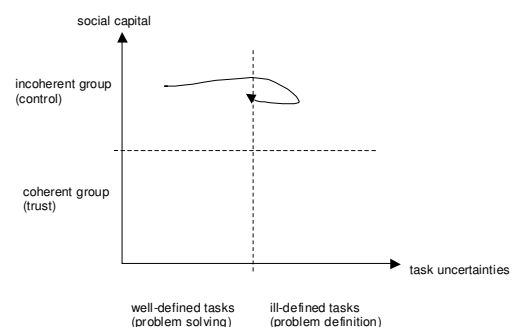 social capital
incoherent group
(control)
coherent group
(trust)
task uncertainties
well-defined tasks
(problem solving)
ill-defined tasks
(problem definition)